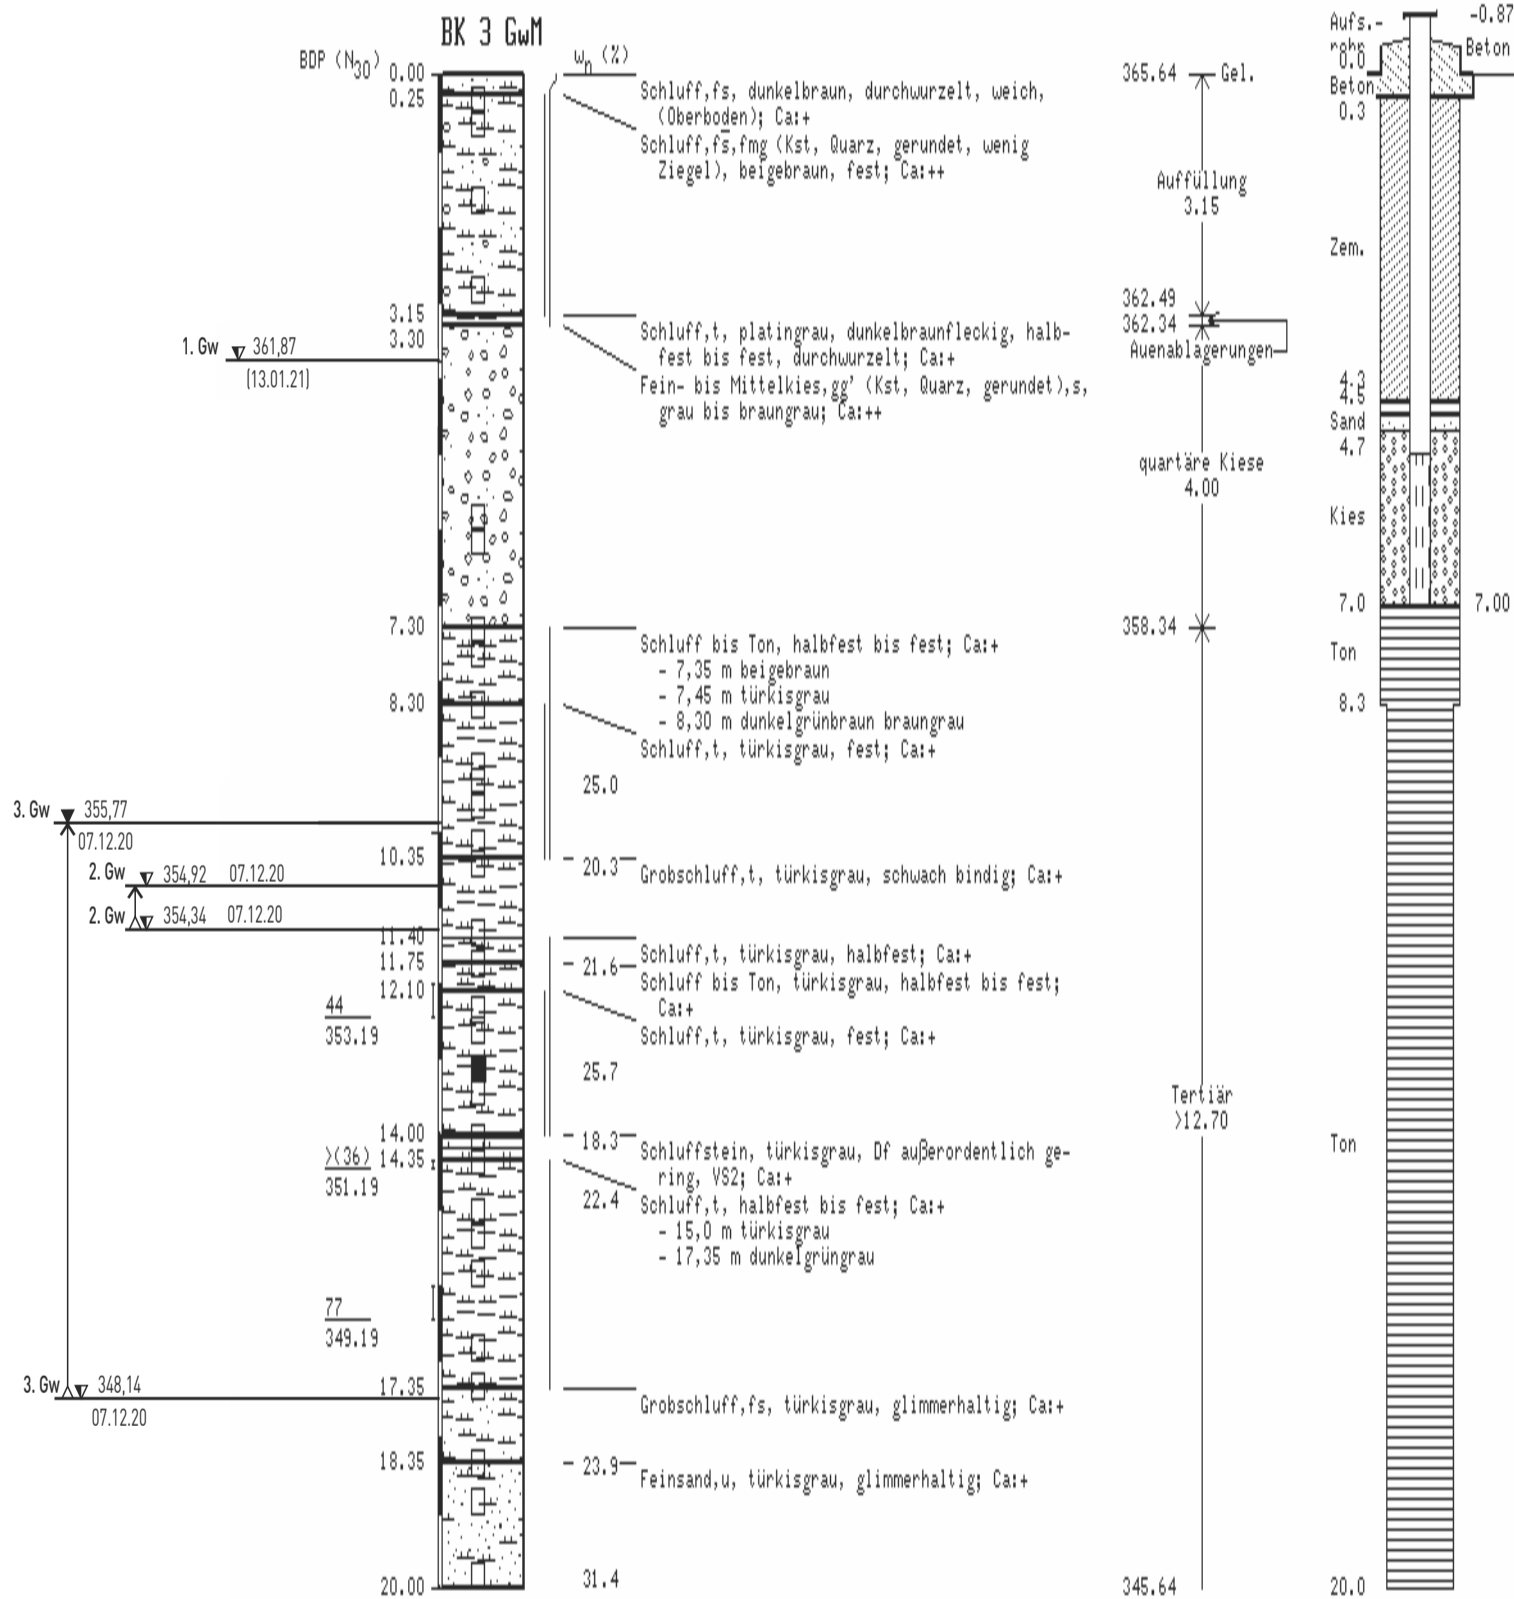 BK 3 GwM
BDP (N30)
wn (%)
0.00
0.25
3.15
3.30
7.30
8.30
10.35
11.40
11.75
12.10
14.00
14.35
17.35
18.35
20.00
1. Gw 361,87
(13.01.21)
3. Gw 355,77
07.12.20
2. Gw 354,92 07.12.20
2. Gw 354,34 07.12.20
44
353.19
>(36)
351.19
77
349.19
3. Gw 348,14
07.12.20
25.0
20.3
21.6
25.7
18.3
22.4
23.9
31.4
Schluff,fs, dunkelbraun, durchwurzelt, weich,
(Oberboden); Ca:+
Schluff,fs̅,fmg (Kst, Quarz, gerundet, wenig
Ziegel), beigebraun, fest; Ca:++
Schluff,t, platingrau, dunkelbraunfleckig, halb-
fest bis fest, durchwurzelt; Ca:+
Fein- bis Mittelkies,gg' (Kst, Quarz, gerundet),s,
grau bis braungrau; Ca:++
Schluff bis Ton, halbfest bis fest; Ca:+
- 7,35 m beigebraun
- 7,45 m türkisgrau
- 8,30 m dunkelgrünbraun braungrau
Schluff,t, türkisgrau, fest; Ca:+
Grobschluff,t, türkisgrau, schwach bindig; Ca:+
Schluff,t, türkisgrau, halbfest; Ca:+
Schluff bis Ton, türkisgrau, halbfest bis fest;
Ca:+
Schluff,t, türkisgrau, fest; Ca:+
Schluffstein, türkisgrau, Df außerordentlich ge-
ring, VS2; Ca:+
Schluff,t, halbfest bis fest; Ca:+
- 15,0 m türkisgrau
- 17,35 m dunkelgrüngrau
Grobschluff,fs, türkisgrau, glimmerhaltig; Ca:+
Feinsand,u, türkisgrau, glimmerhaltig; Ca:+
365.64 Gel.
Auffüllung
3.15
362.49
362.34
Auenablagerungen
quartäre Kiese
4.00
358.34
Tertiär
>12.70
345.64
Aufs.-
rohr
-0.87
0.0
Beton
Beton
0.3
Zem.
4.3
4.5
Sand
4.7
Kies
7.0
7.00
Ton
8.3
Ton
20.0